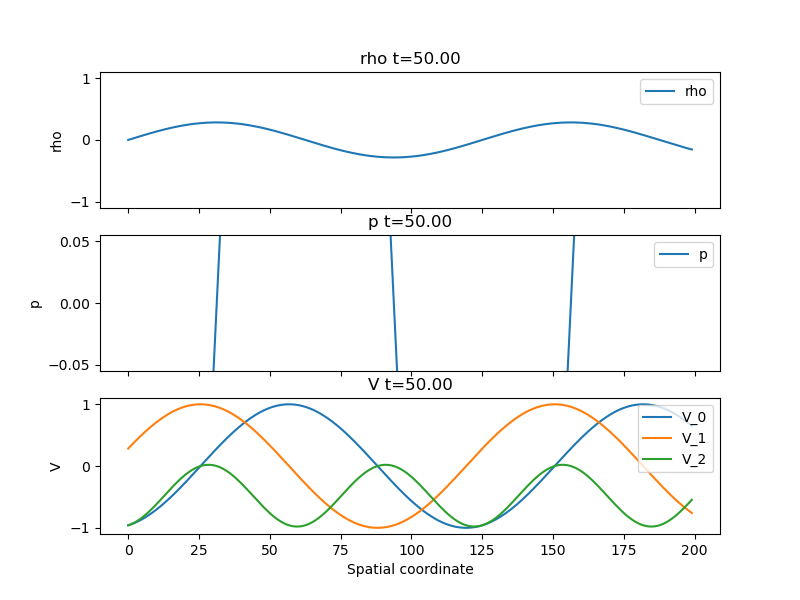 rho t=50.00
1
0
−1
rho
rho
p t=50.00
0.05
0.00
−0.05
p
p
V t=50.00
1
0
−1
V
V_0
V_1
V_2
0 25 50 75 100 125 150 175 200
Spatial coordinate